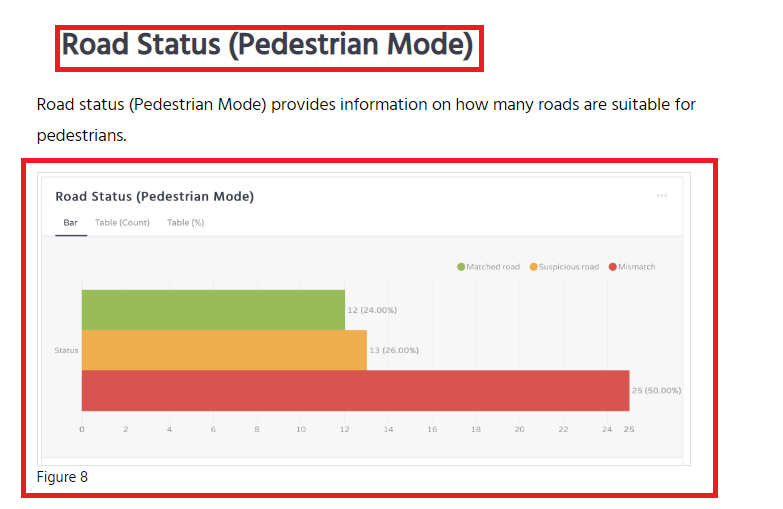 Road Status (Pedestrian Mode)
Road status (Pedestrian Mode) provides information on how many roads are suitable for
pedestrians.
Road Status (Pedestrian Mode)
Bar Table (Count) Table (%)
Matched road Suspicious road Mismatch
12 (24.00%)
Status 13 (26.00%)
25 (50.00%)
0 2 4 6 8 10 12 14 16 18 20 22 24 25
Figure 8